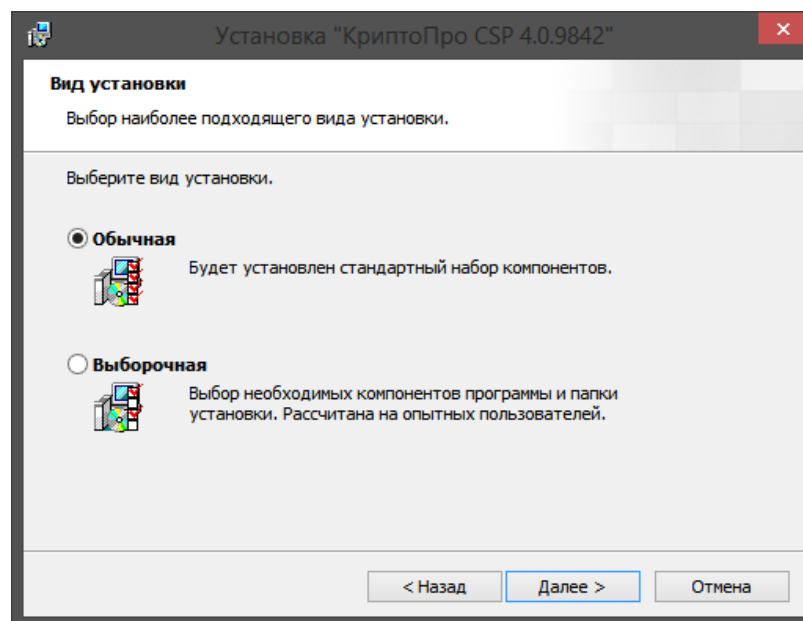 Установка "КриптоПро CSP 4.0.9842"
Вид установки
Выбор наиболее подходящего вида установки.
Выберите вид установки.
Обычная
Будет установлен стандартный набор компонентов.
Выборочная
Выбор необходимых компонентов программы и папки
установки. Рассчитана на опытных пользователей.
< Назад
Далее >
Отмена